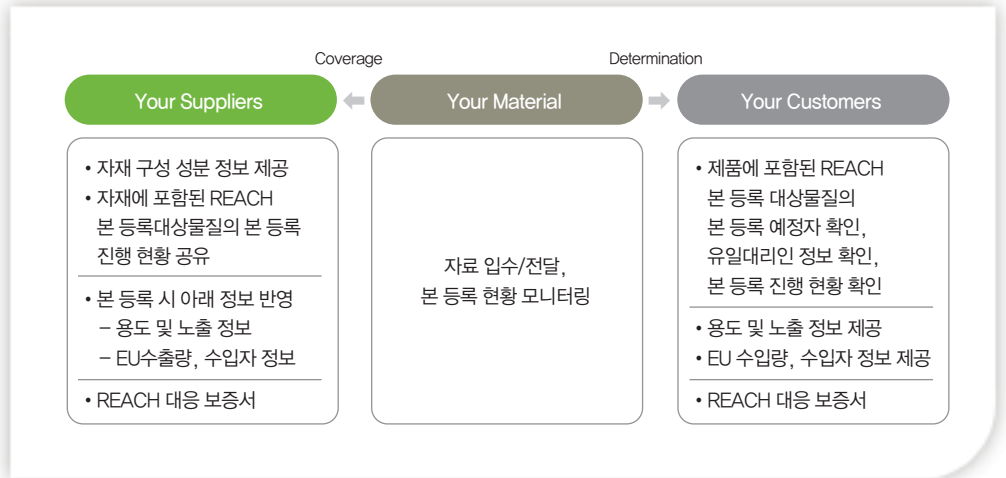 Coverage
Determination
Your Suppliers
Your Material
Your Customers
• 자재 구성 성분 정보 제공
• 자재에 포함된 REACH
본 등록대상물질의 본 등록
진행 현황 공유
• 본 등록 시 아래 정보 반영
– 용도 및 노출 정보
– EU수출량, 수입자 정보
• REACH 대응 보증서
자료 입수/전달,
본 등록 현황 모니터링
• 제품에 포함된 REACH
본 등록 대상물질의
본 등록 예정자 확인,
유일대리인 정보 확인,
본 등록 진행 현황 확인
• 용도 및 노출 정보 제공
• EU 수입량, 수입자 정보 제공
• REACH 대응 보증서